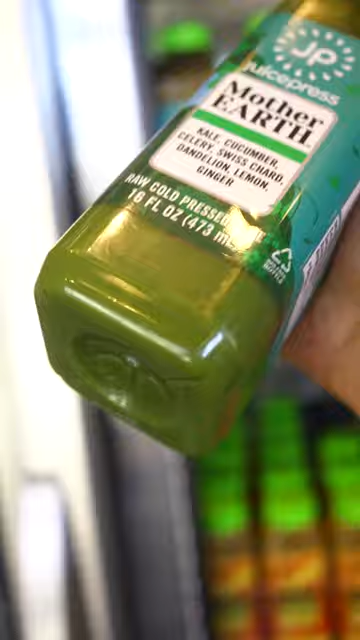 JP
juicepress
Mother
EARTH
KALE, CUCUMBER,
CELERY, SWISS CHARD,
DANDELION, LEMON,
GINGER
RAW COLD PRESSED
16 FL OZ (473 m